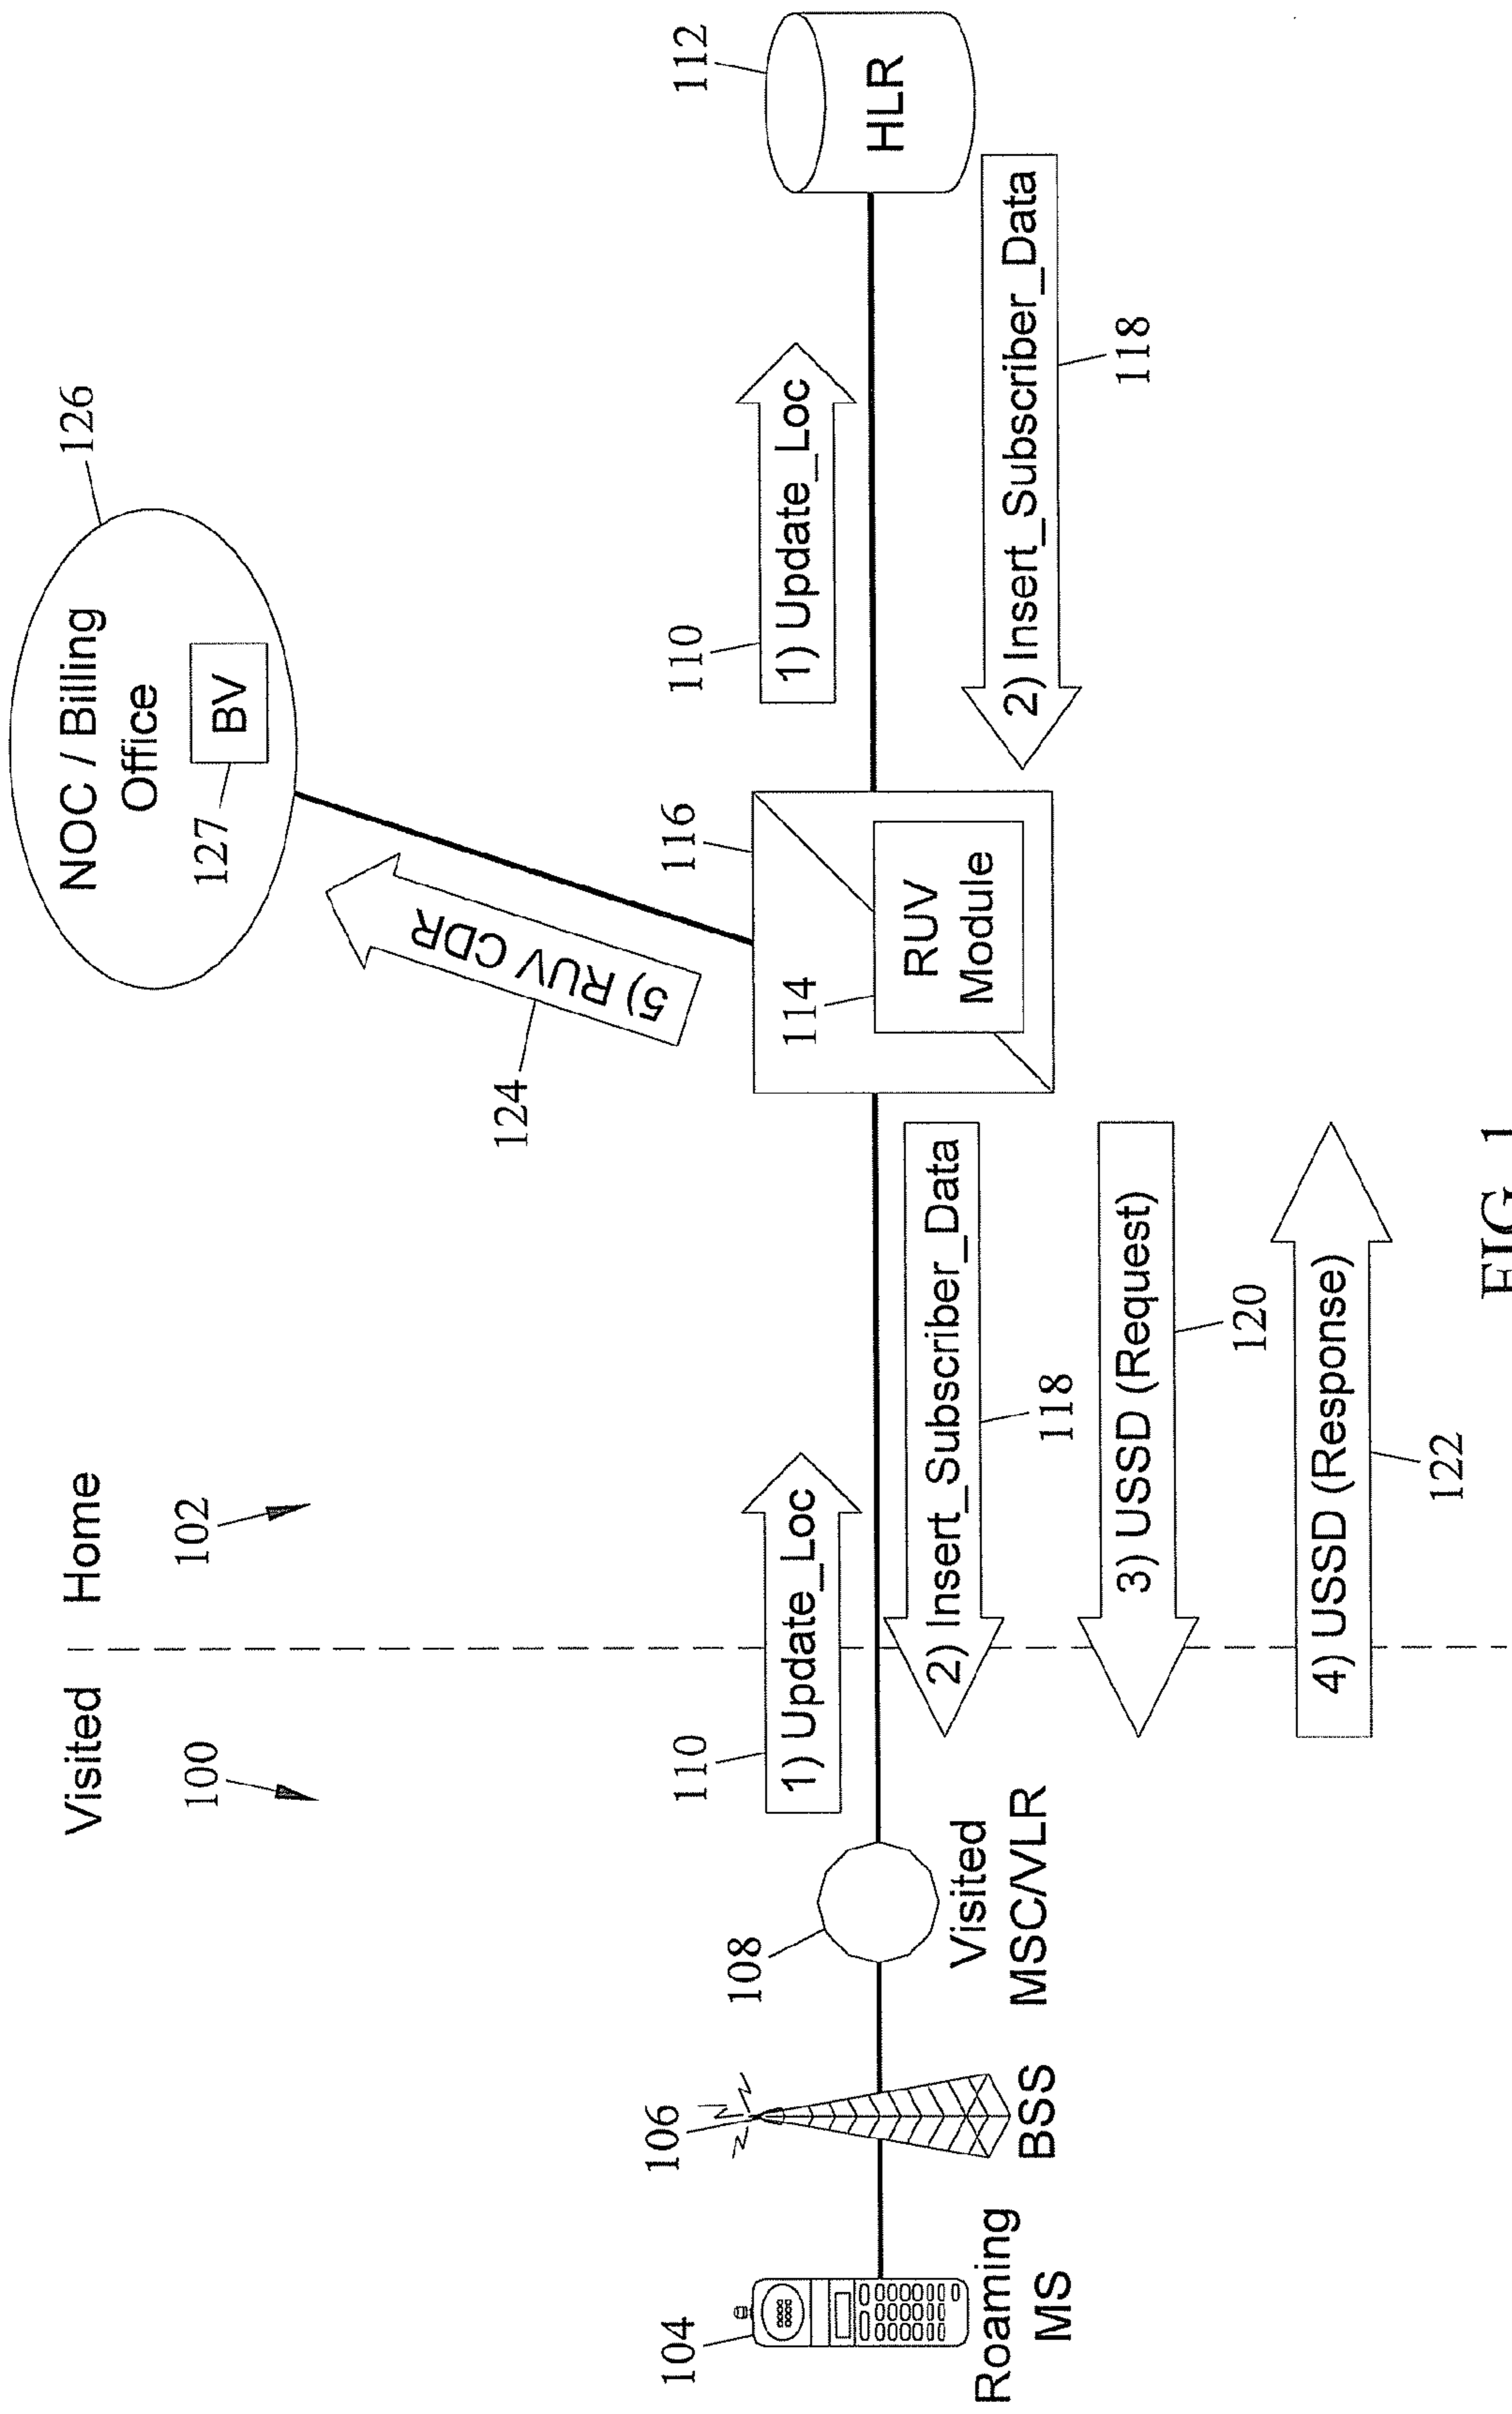 Visited
Home
100
102
NOC / Billing
Office
BV
127
126
124
5) RUV CDR
104
Roaming
MS
106
BSS
108
Visited
MSC/VLR
110
1) Update_Loc
2) Insert_Subscriber_Data
118
3) USSD (Request)
120
4) USSD (Response)
122
114
RUV
Module
116
110
1) Update_Loc
2) Insert_Subscriber_Data
118
112
HLR
FIG. 1